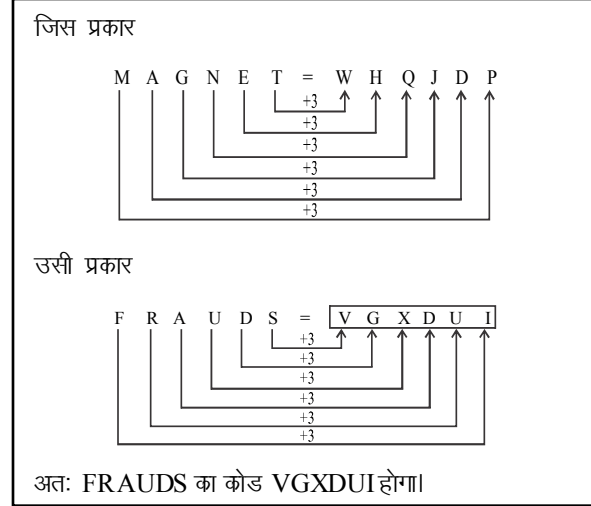 जिस प्रकार
M A G N E T = W H Q J D P
+3
+3
+3
+3
+3
+3
उसी प्रकार
F R A U D S = V G X D U I
+3
+3
+3
+3
+3
+3
अतः FRAUDS का कोड VGXDUI होगा।